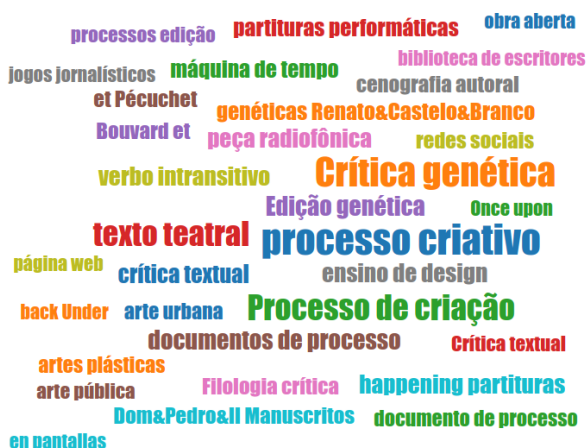 obra aberta
partituras performáticas
processos edição
biblioteca de escritores
jogos jornalísticos
máquina de tempo
cenografia autoral
et Pécuchet
genéticas Renato&Castelo&Branco
Bouvard et
peça radiofônica
redes sociais
verbo intransitivo
Crítica genética
Edição genética
Once upon
texto teatral
processo criativo
página web
crítica textual
ensino de design
back Under
arte urbana
Processo de criação
documentos de processo
Crítica textual
artes plásticas
arte pública
Filologia crítica
happening partituras
Dom&Pedro&II Manuscritos
documento de processo
en pantallas